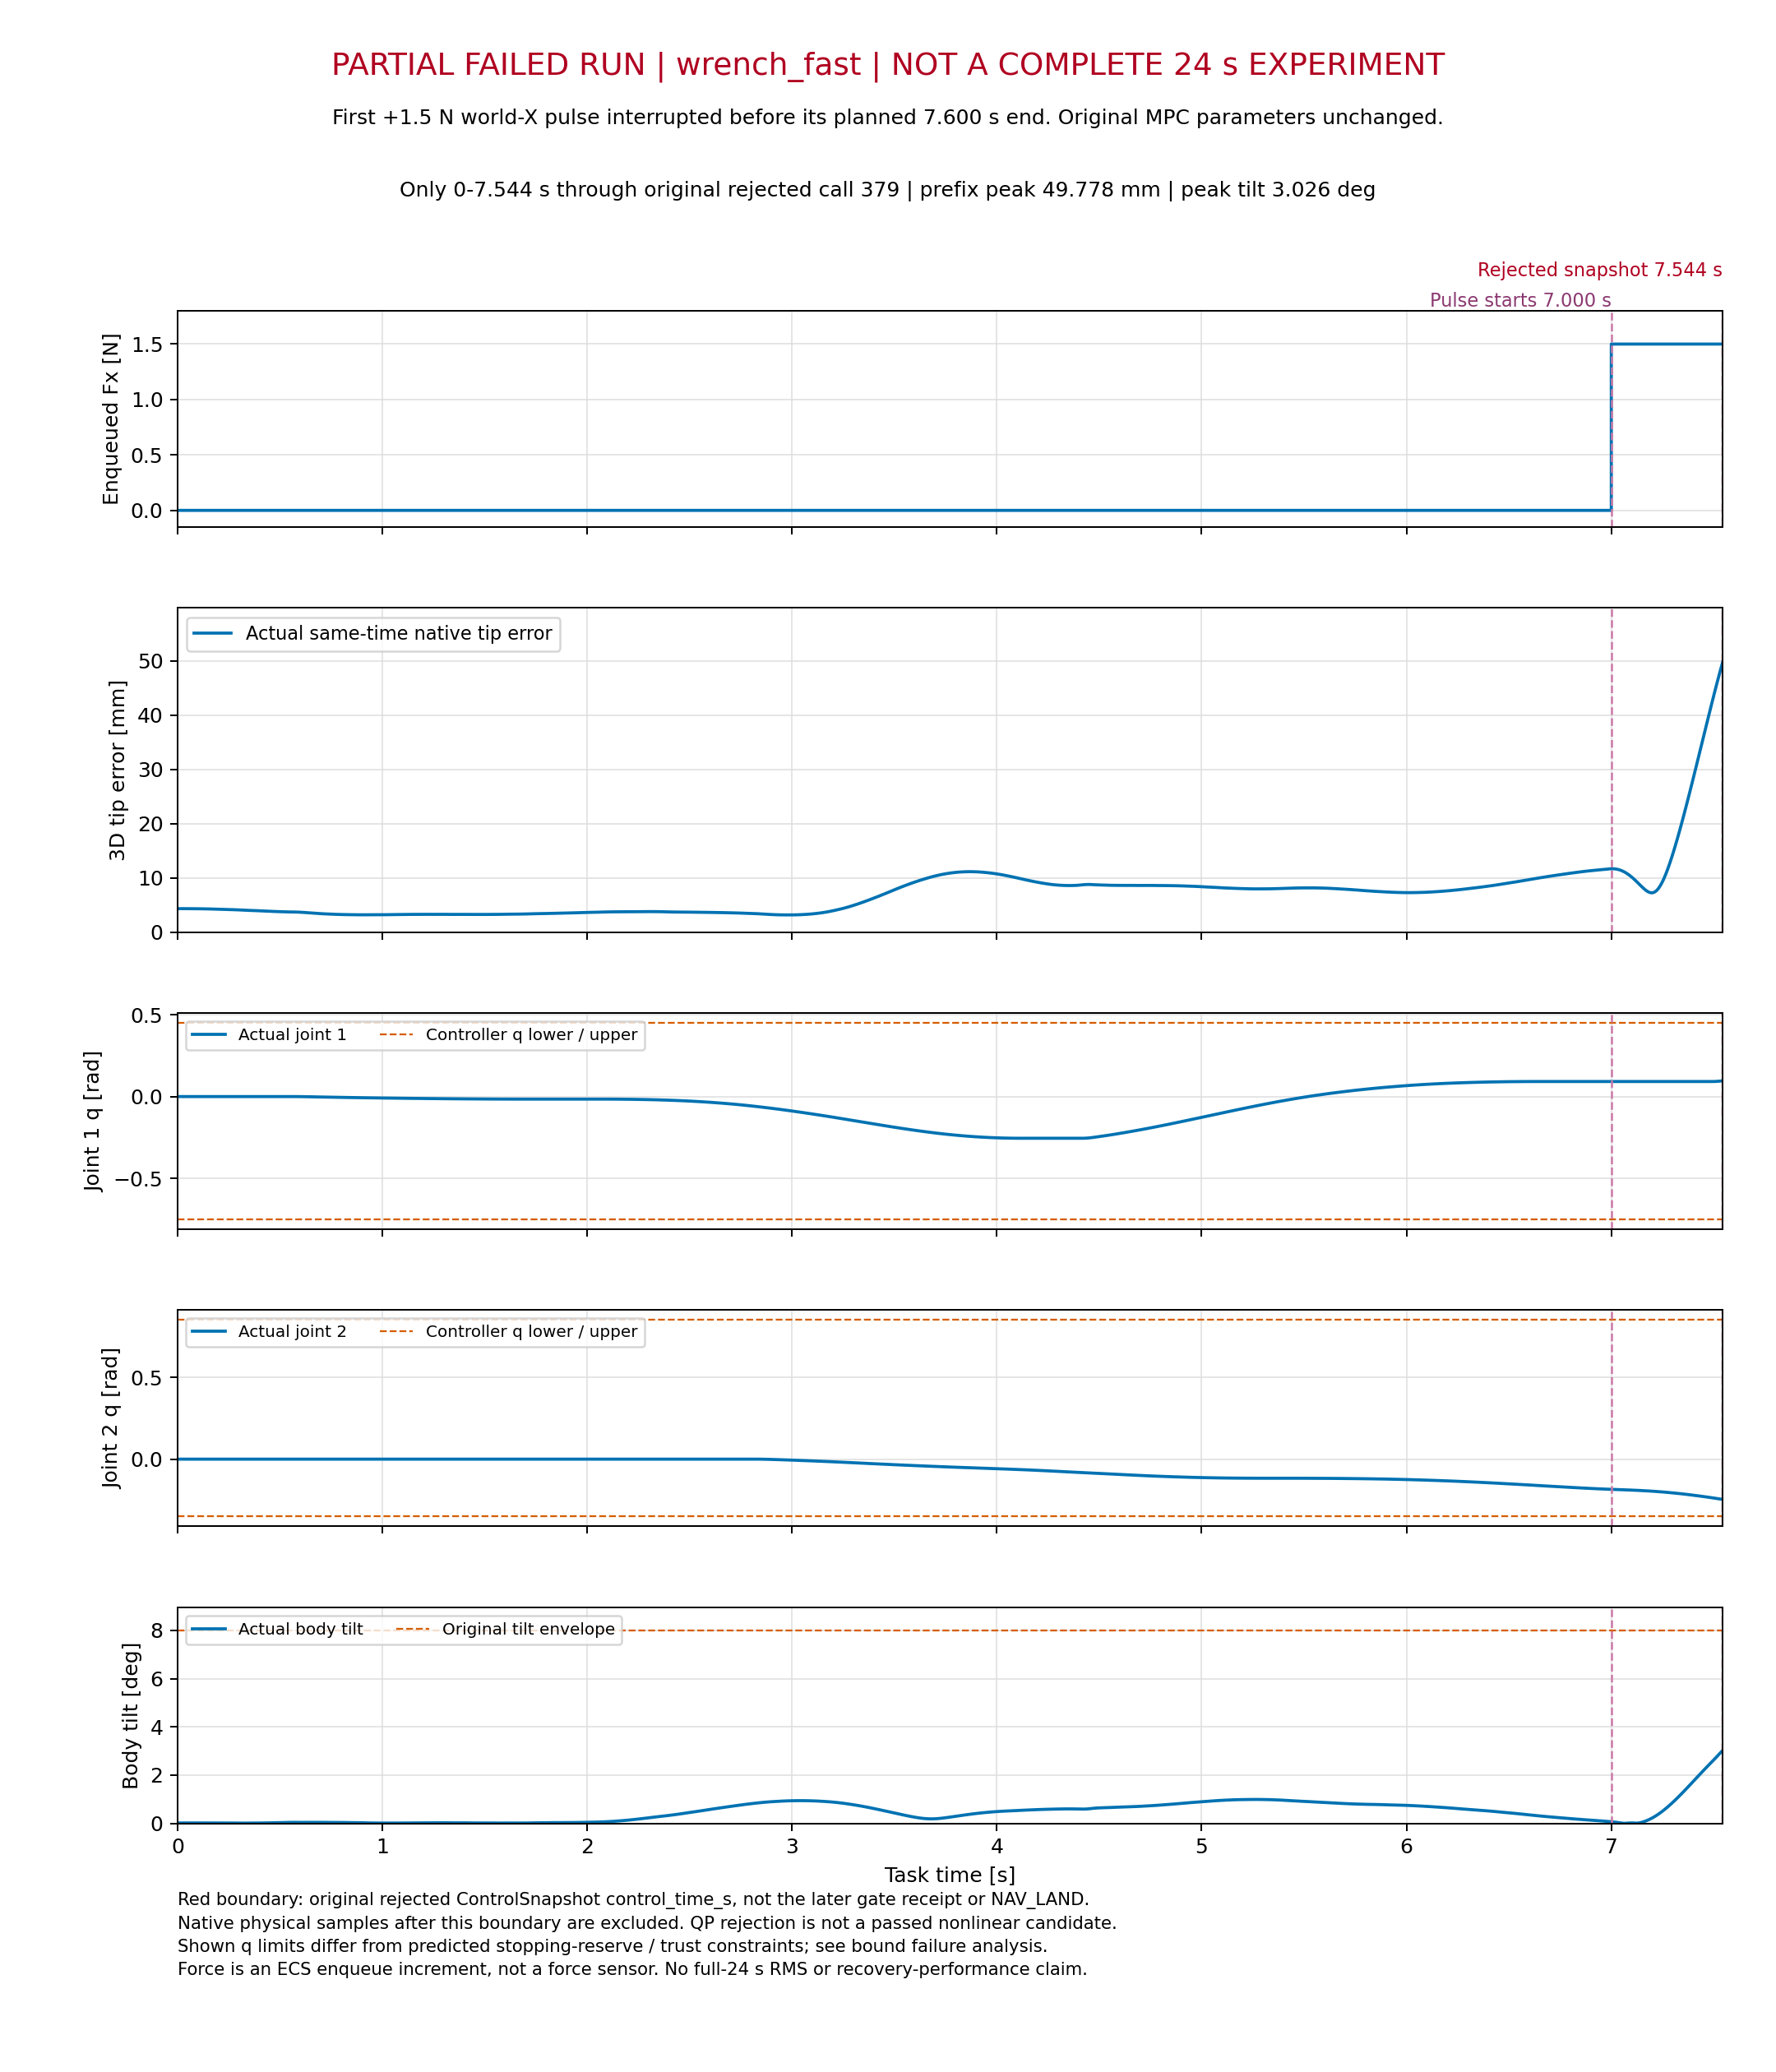 PARTIAL FAILED RUN | wrench_fast | NOT A COMPLETE 24 s EXPERIMENT
First +1.5 N world-X pulse interrupted before its planned 7.600 s end. Original MPC parameters unchanged.
Only 0-7.544 s through original rejected call 379 | prefix peak 49.778 mm | peak tilt 3.026 deg
Rejected snapshot 7.544 s
Pulse starts 7.000 s
Enqueued Fx [N]
1.5
1.0
0.5
0.0
3D tip error [mm]
Actual same-time native tip error
50
40
30
20
10
0
Joint 1 q [rad]
0.5
0.0
−0.5
Actual joint 1
Controller q lower / upper
Joint 2 q [rad]
0.5
0.0
Actual joint 2
Controller q lower / upper
Body tilt [deg]
8
6
4
2
0
Actual body tilt
Original tilt envelope
0 1 2 3 4 5 6 7
Task time [s]
Red boundary: original rejected ControlSnapshot control_time_s, not the later gate receipt or NAV_LAND.
Native physical samples after this boundary are excluded. QP rejection is not a passed nonlinear candidate.
Shown q limits differ from predicted stopping-reserve / trust constraints; see bound failure analysis.
Force is an ECS enqueue increment, not a force sensor. No full-24 s RMS or recovery-performance claim.